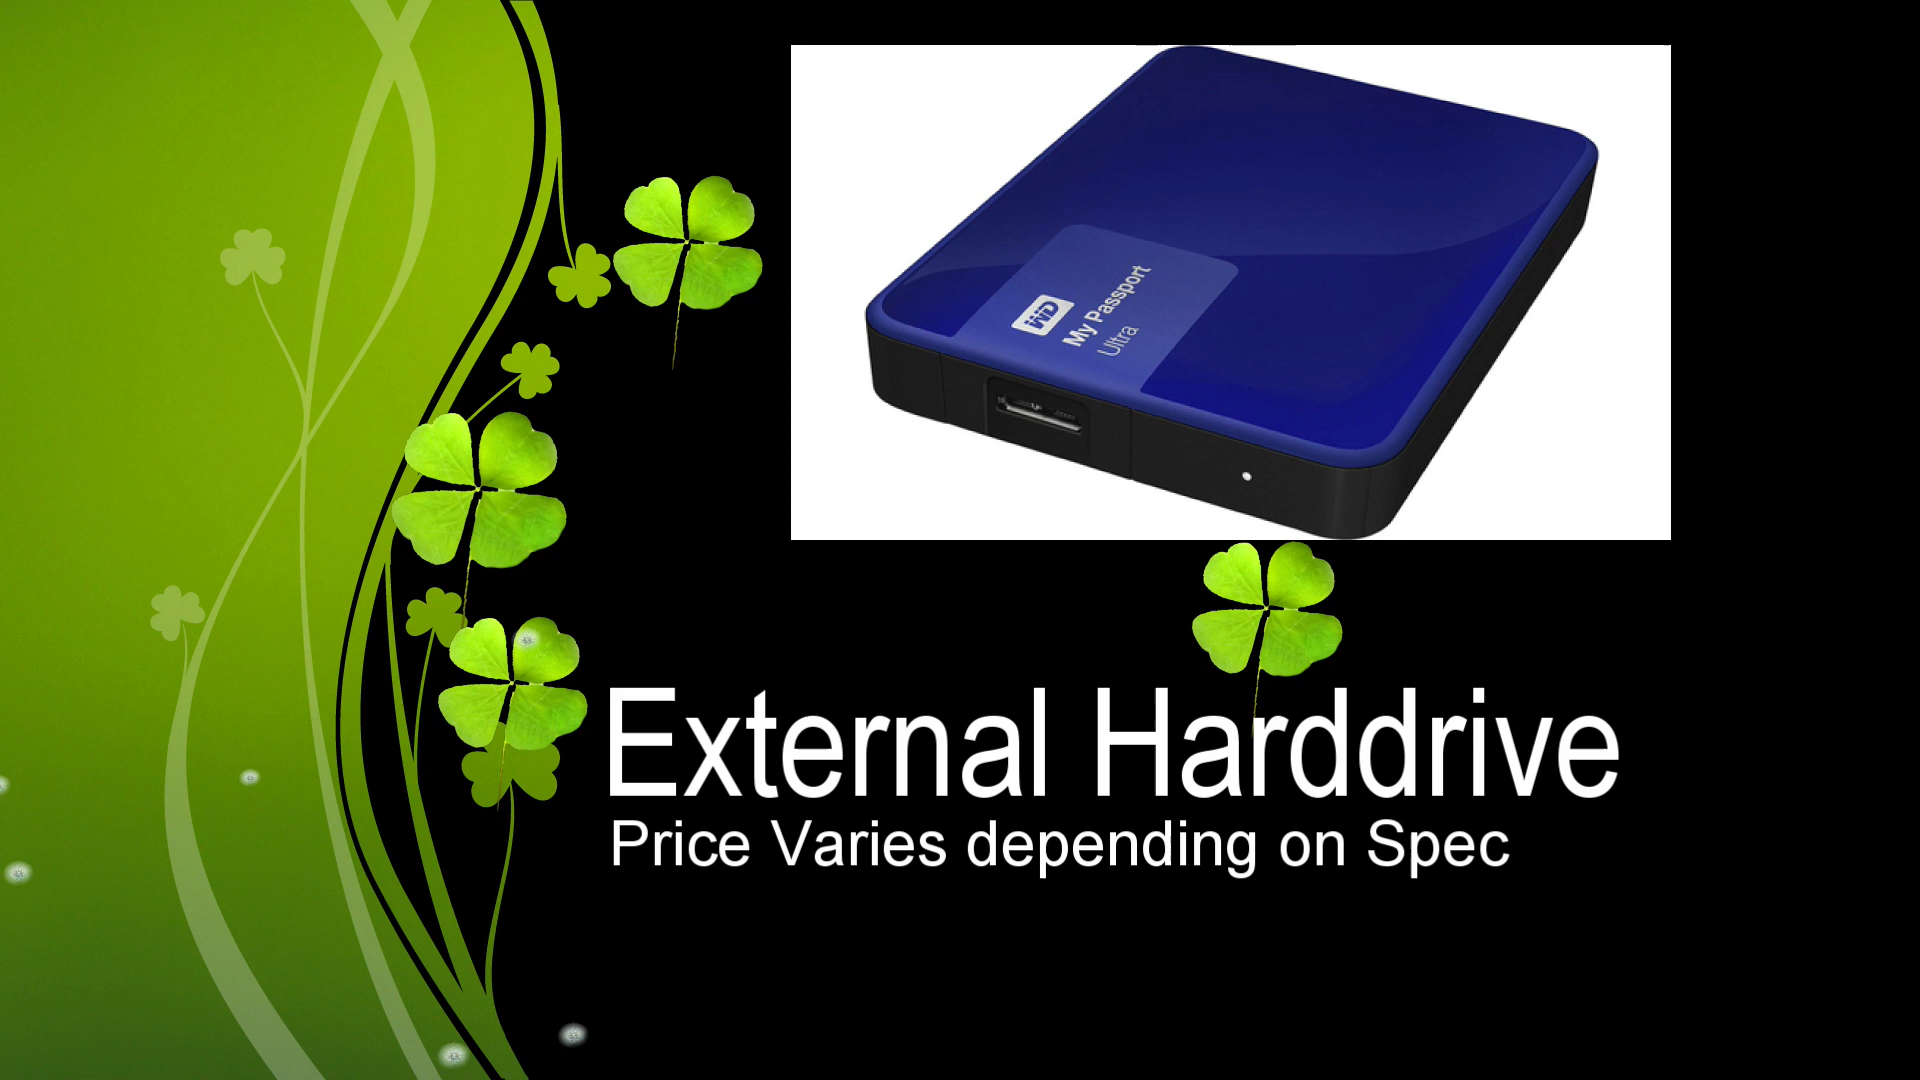 WD
My Passport
Ultra
External Harddrive
Price Varies depending on Spec